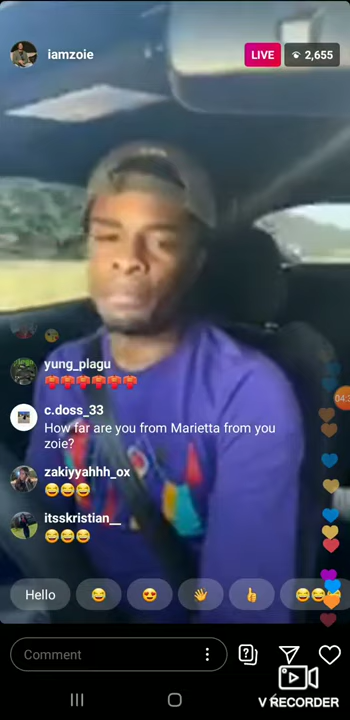 iamzoie
LIVE
2,655
yung_plagu
c.doss_33
How far are you from Marietta from you
zoie?
zakiyyahhh_ox
itsskristian__
Hello
Comment
V RECORDER